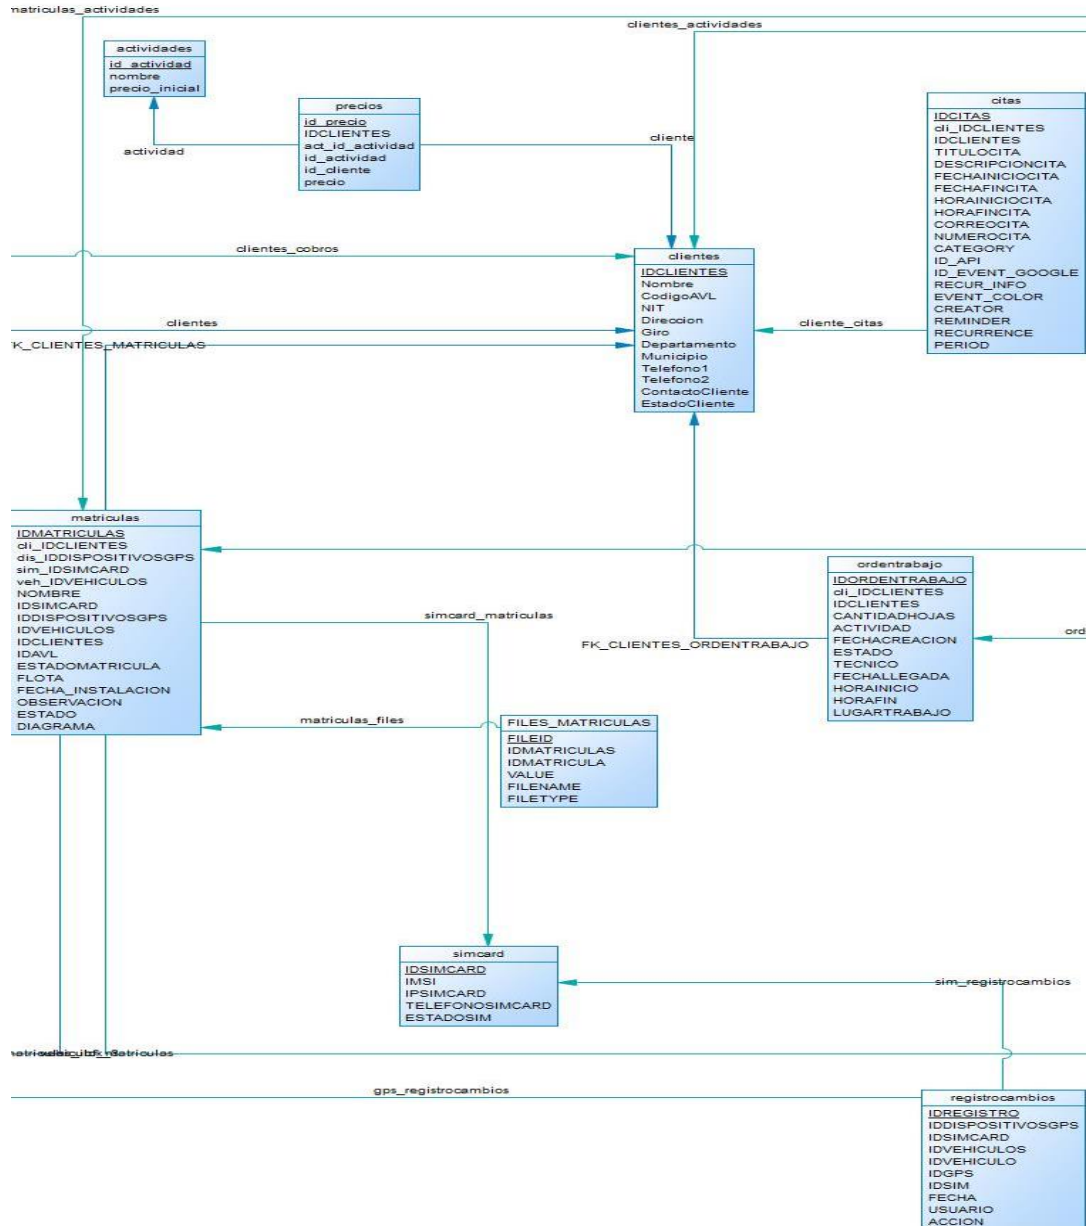 matriculas_actividades
clientes_actividades
actividades
id_actividad
nombre
precio_inicial
actividad
precios
id_precio
IDCLIENTES
act_id_actividad
id_actividad
id_cliente
precio
cliente
citas
IDCITAS
cli_IDCLIENTES
IDCLIENTES
TITULOCITA
DESCRIPCIONCITA
FECHAINICIOCITA
FECHAFINCITA
HORAINICIOCITA
HORAFINCITA
CORREOCITA
NUMEROCITA
CATEGORY
ID_API
ID_EVENT_GOOGLE
RECUR_INFO
EVENT_COLOR
CREATOR
REMINDER
RECURRENCE
PERIOD
clientes_cobros
clientes
IDCLIENTES
Nombre
CodigoAVL
NIT
Direccion
Giro
Departamento
Municipio
Telefono1
Telefono2
ContactoCliente
EstadoCliente
clientes
FK_CLIENTES_MATRICULAS
cliente_citas
matriculas
IDMATRICULAS
cli_IDCLIENTES
dis_IDDISPOSITIVOSGPS
sim_IDSIMCARD
veh_IDVEHICULOS
NOMBRE
IDSIMCARD
IDDISPOSITIVOSGPS
IDVEHICULOS
IDCLIENTES
IDAVL
ESTADOMATRICULA
FLOTA
FECHA_INSTALACION
OBSERVACION
ESTADO
DIAGRAMA
simcard_matriculas
FK_CLIENTES_ORDENTRABAJO
ordentrabajo
IDORDENTRABAJO
cli_IDCLIENTES
IDCLIENTES
CANTIDADHOJAS
ACTIVIDAD
FECHACREACION
ESTADO
TECNICO
FECHALLEGADA
HORAINICIO
HORAFIN
LUGARTRABAJO
ord
matriculas_files
FILES_MATRICULAS
FILEID
IDMATRICULAS
IDMATRICULA
VALUE
FILENAME
FILETYPE
simcard
IDSIMCARD
IMSI
IPSIMCARD
TELEFONOSIMCARD
ESTADOSIM
sim_registrocambios
gps_registrocambios
registrocambios
IDREGISTRO
IDDISPOSITIVOSGPS
IDSIMCARD
IDVEHICULOS
IDVEHICULO
IDGPS
IDSIM
FECHA
USUARIO
ACCION